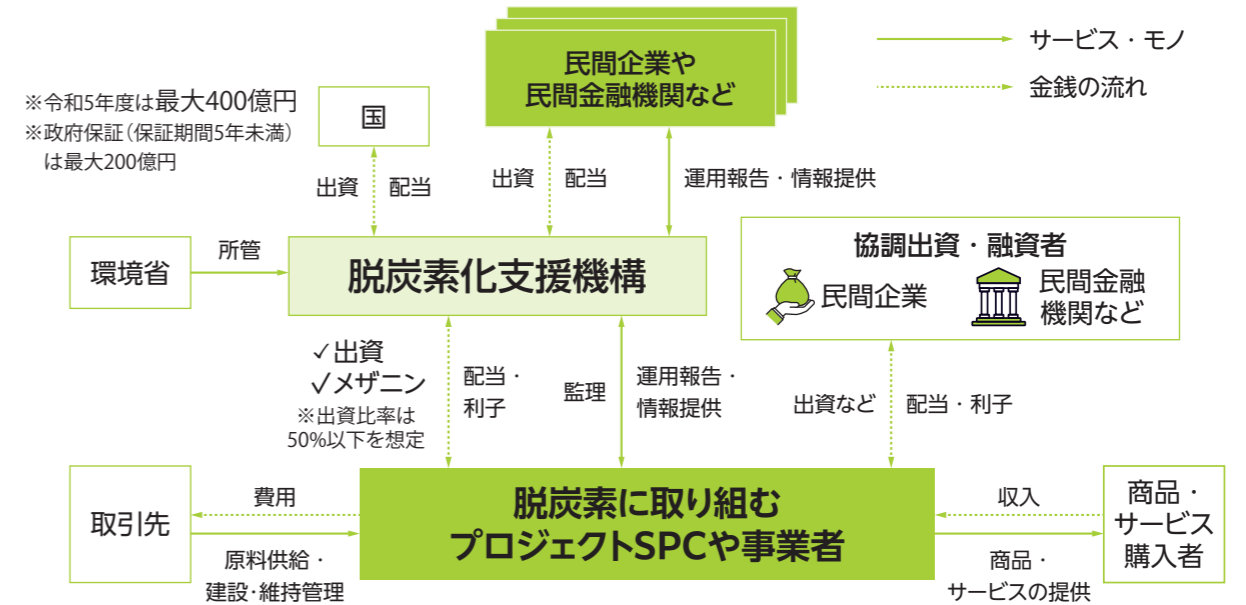 民間企業や
民間金融機関など
サービス・モノ
金銭の流れ
※令和5年度は最大400億円
※政府保証(保証期間5年未満)
は最大200億円
国
出資
配当
出資
配当
運用報告・情報提供
環境省
所管
脱炭素化支援機構
協調出資・融資者
民間企業
民間金融
機関など
✓出資
✓メザニン
※出資比率は
50%以下を想定
配当・
利子
監理
運用報告・
情報提供
出資など
配当・利子
取引先
費用
原料供給・
建設・維持管理
脱炭素に取り組む
プロジェクトSPCや事業者
収入
商品・
サービスの提供
商品・
サービス
購入者